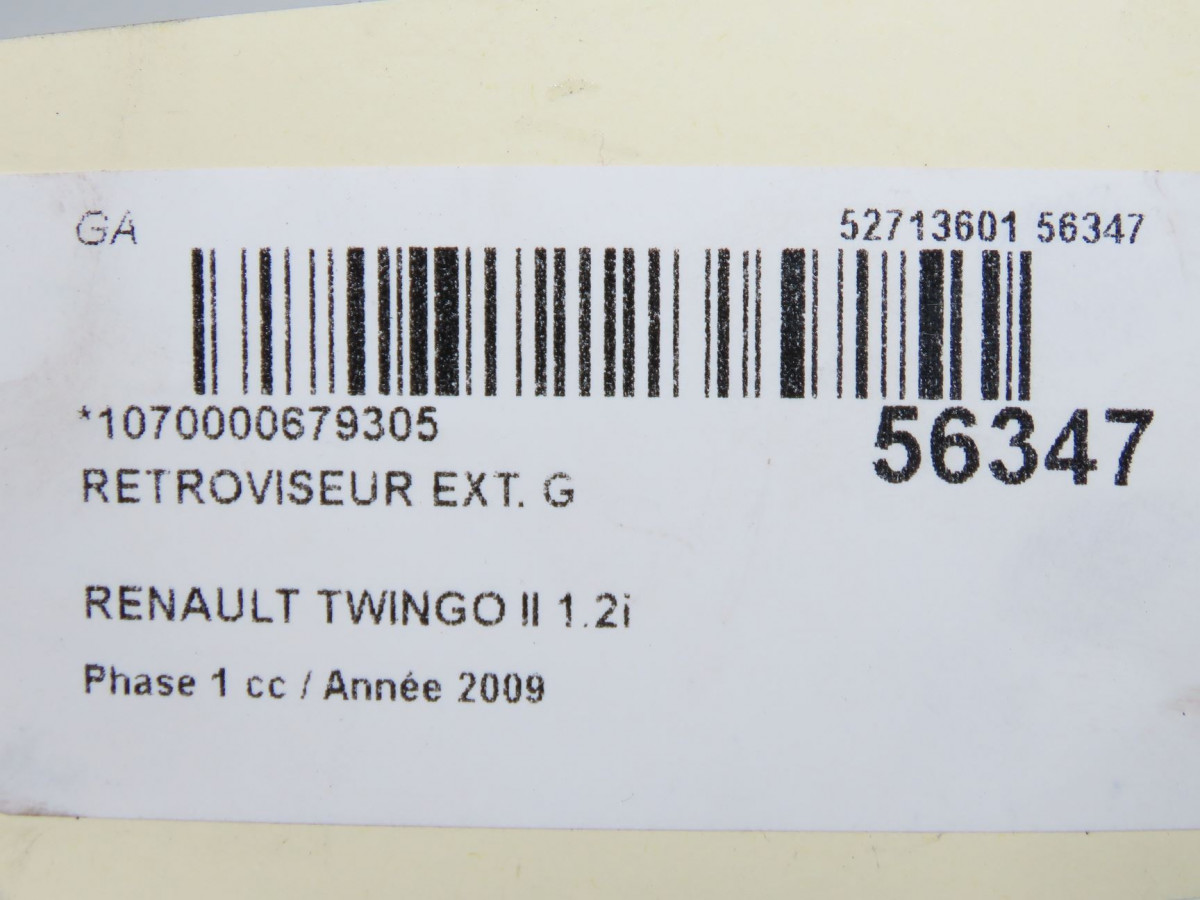 GA
52713601 56347
*1070000679305
56347
RETROVISEUR EXT. G
RENAULT TWINGO II 1.2i
Phase 1 cc / Année 2009